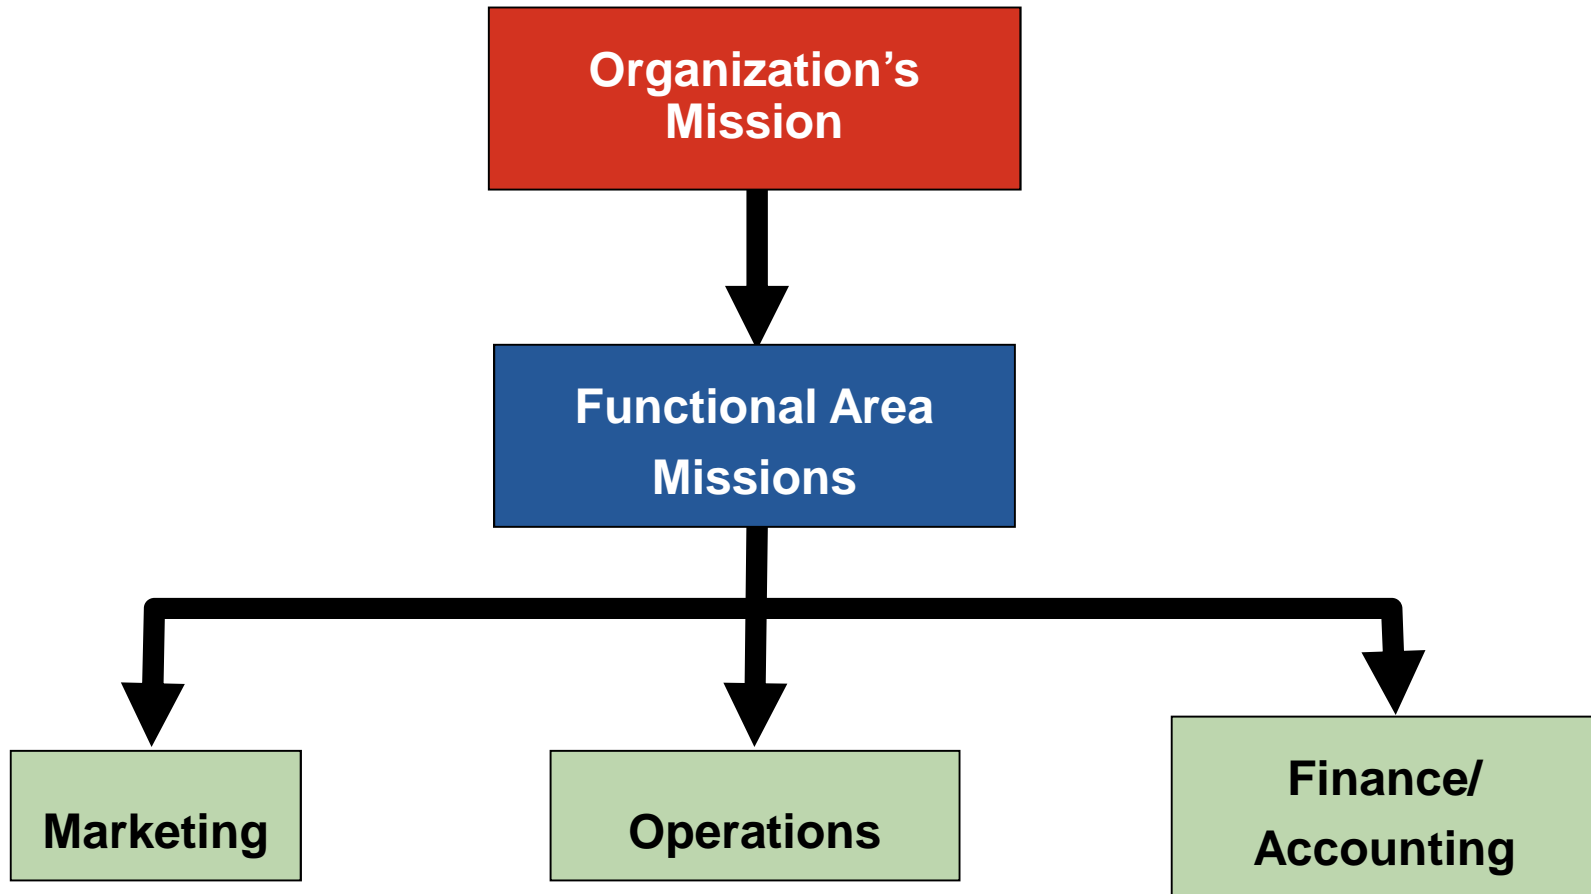 Organization’s
Mission
Functional Area
Missions
Marketing
Operations
Finance/
Accounting